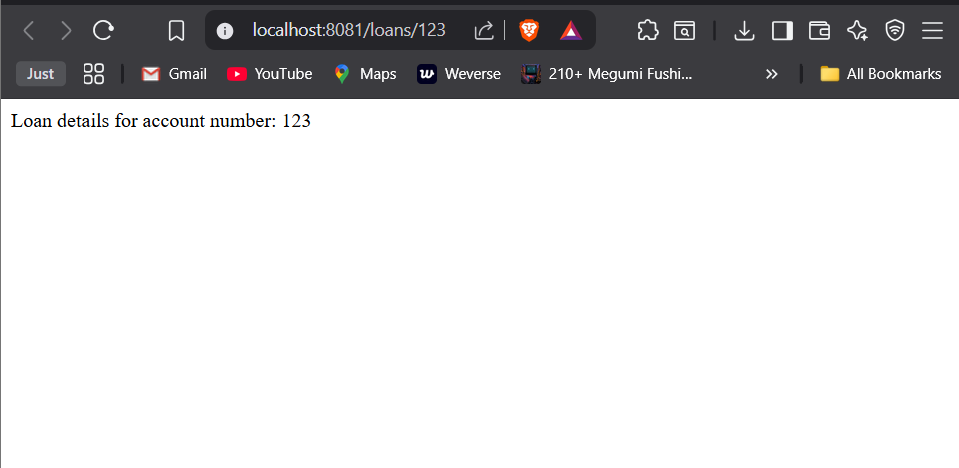 localhost:8081/loans/123
Just Gmail YouTube Maps Weverse 210+ Megumi Fushi... All Bookmarks
Loan details for account number: 123